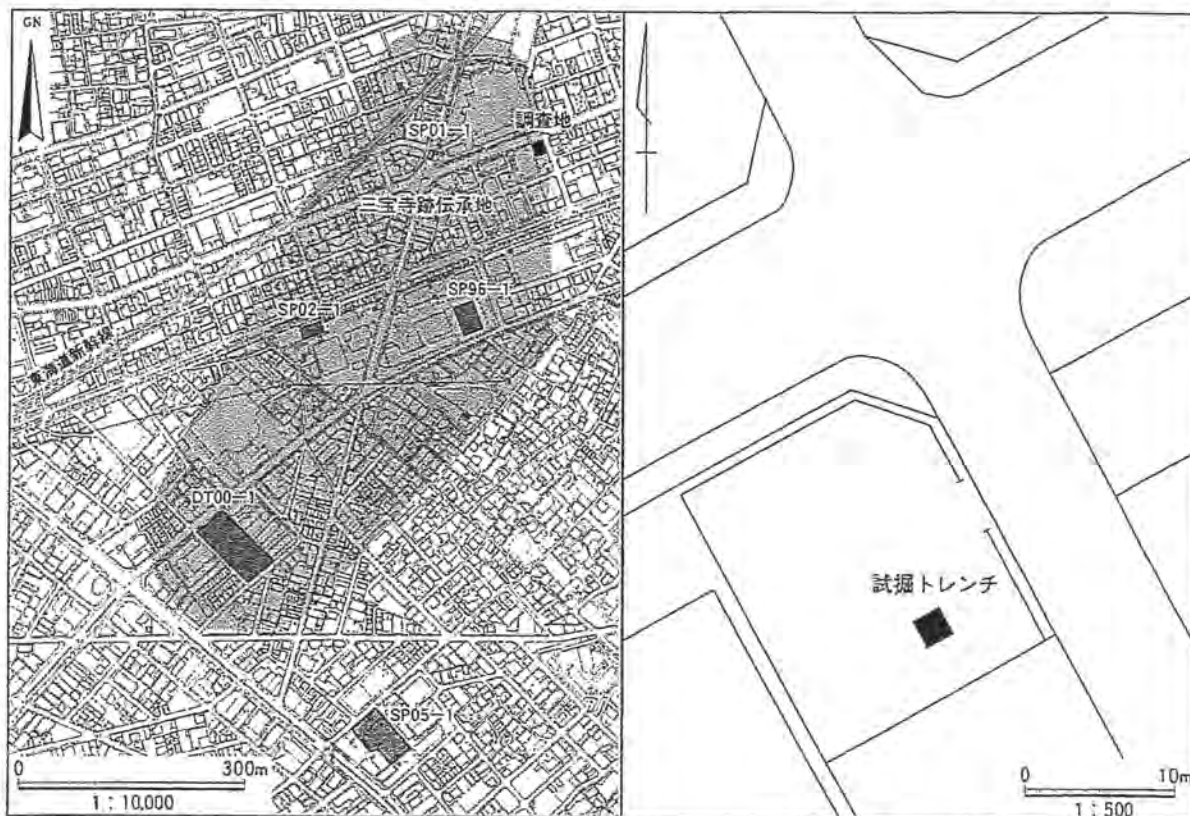 GN
SP01-1
調査地
三宝寺跡伝承地
SP96-1
SP02-1
東海道新幹線
DT00-1
SP05-1
0 300m
1：10,000
試掘トレンチ
0 10m
1：500